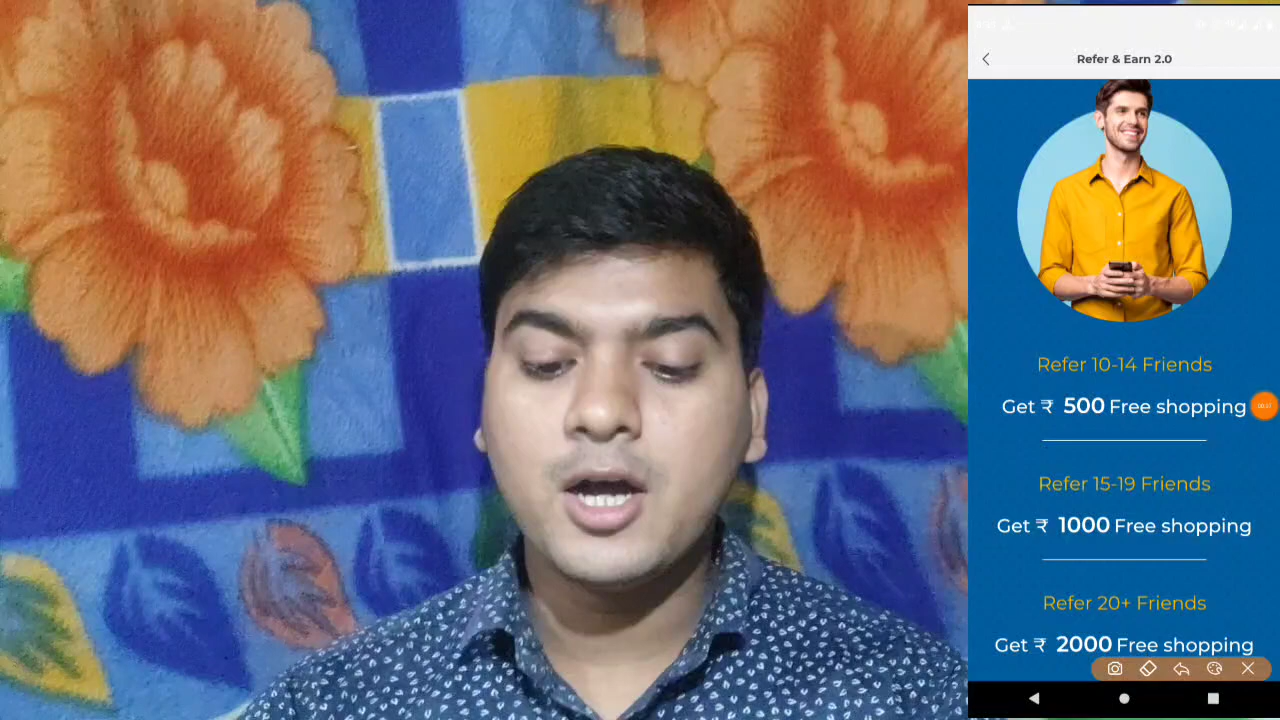 Refer & Earn 2.0
Refer 10-14 Friends
Get ₹ 500 Free shopping
Refer 15-19 Friends
Get ₹ 1000 Free shopping
Refer 20+ Friends
Get ₹ 2000 Free shopping